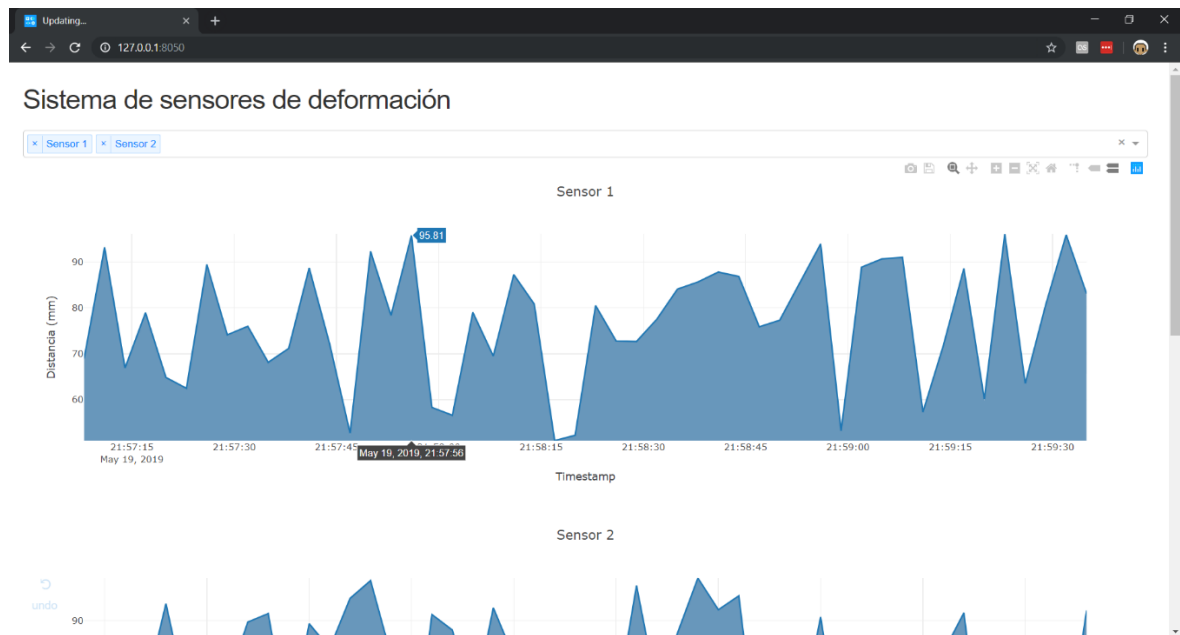 Updating...
127.0.0.1:8050
Sistema de sensores de deformación
× Sensor 1 × Sensor 2
Sensor 1
95.81
90
80
70
60
Distancia (mm)
21:57:15 21:57:30 21:57:45 21:58:15 21:58:30 21:58:45 21:59:00 21:59:15 21:59:30
May 19, 2019
May 19, 2019, 21:57:56
Timestamp
Sensor 2
undo
90